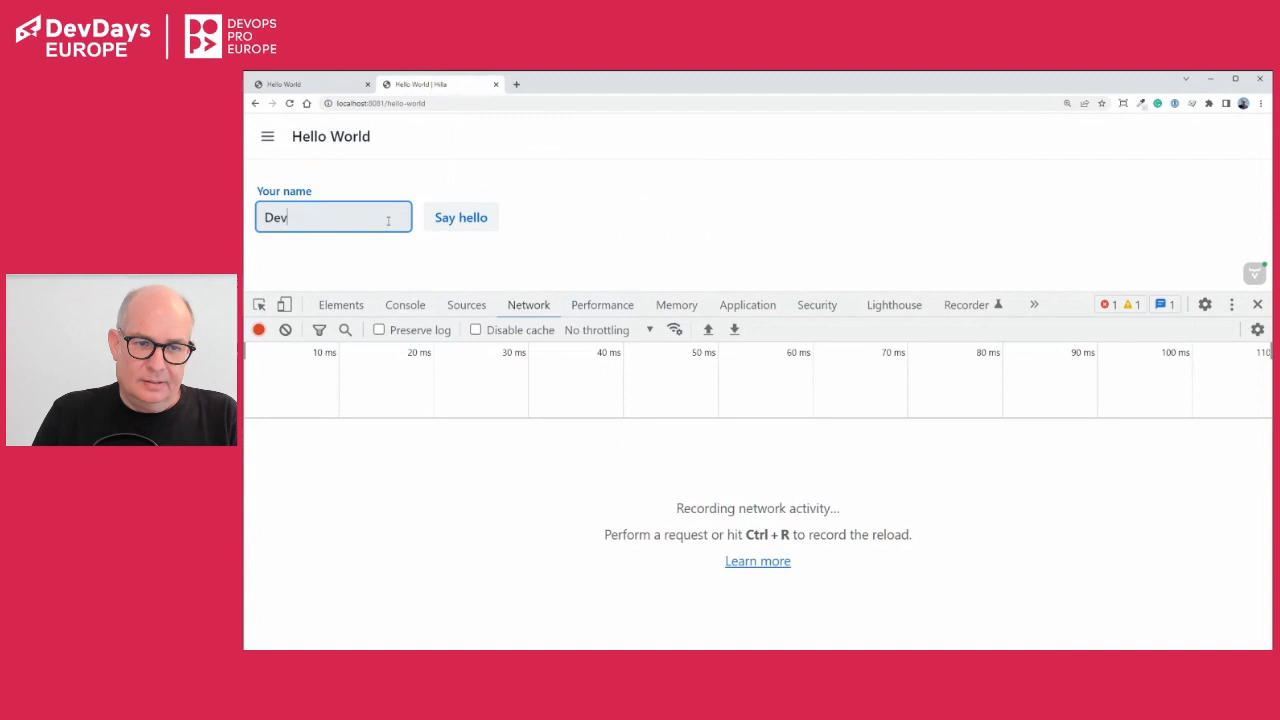 DevDays
EUROPE
DEVOPS
PRO
EUROPE
Hello World
Hello World | Hilla
localhost:8081/hello-world
Hello World
Your name
Dev
Say hello
Elements Console Sources Network Performance Memory Application Security Lighthouse Recorder 1 1 1
Preserve log Disable cache No throttling
10 ms 20 ms 30 ms 40 ms 50 ms 60 ms 70 ms 80 ms 90 ms 100 ms 110
Recording network activity…
Perform a request or hit Ctrl + R to record the reload.
Learn more